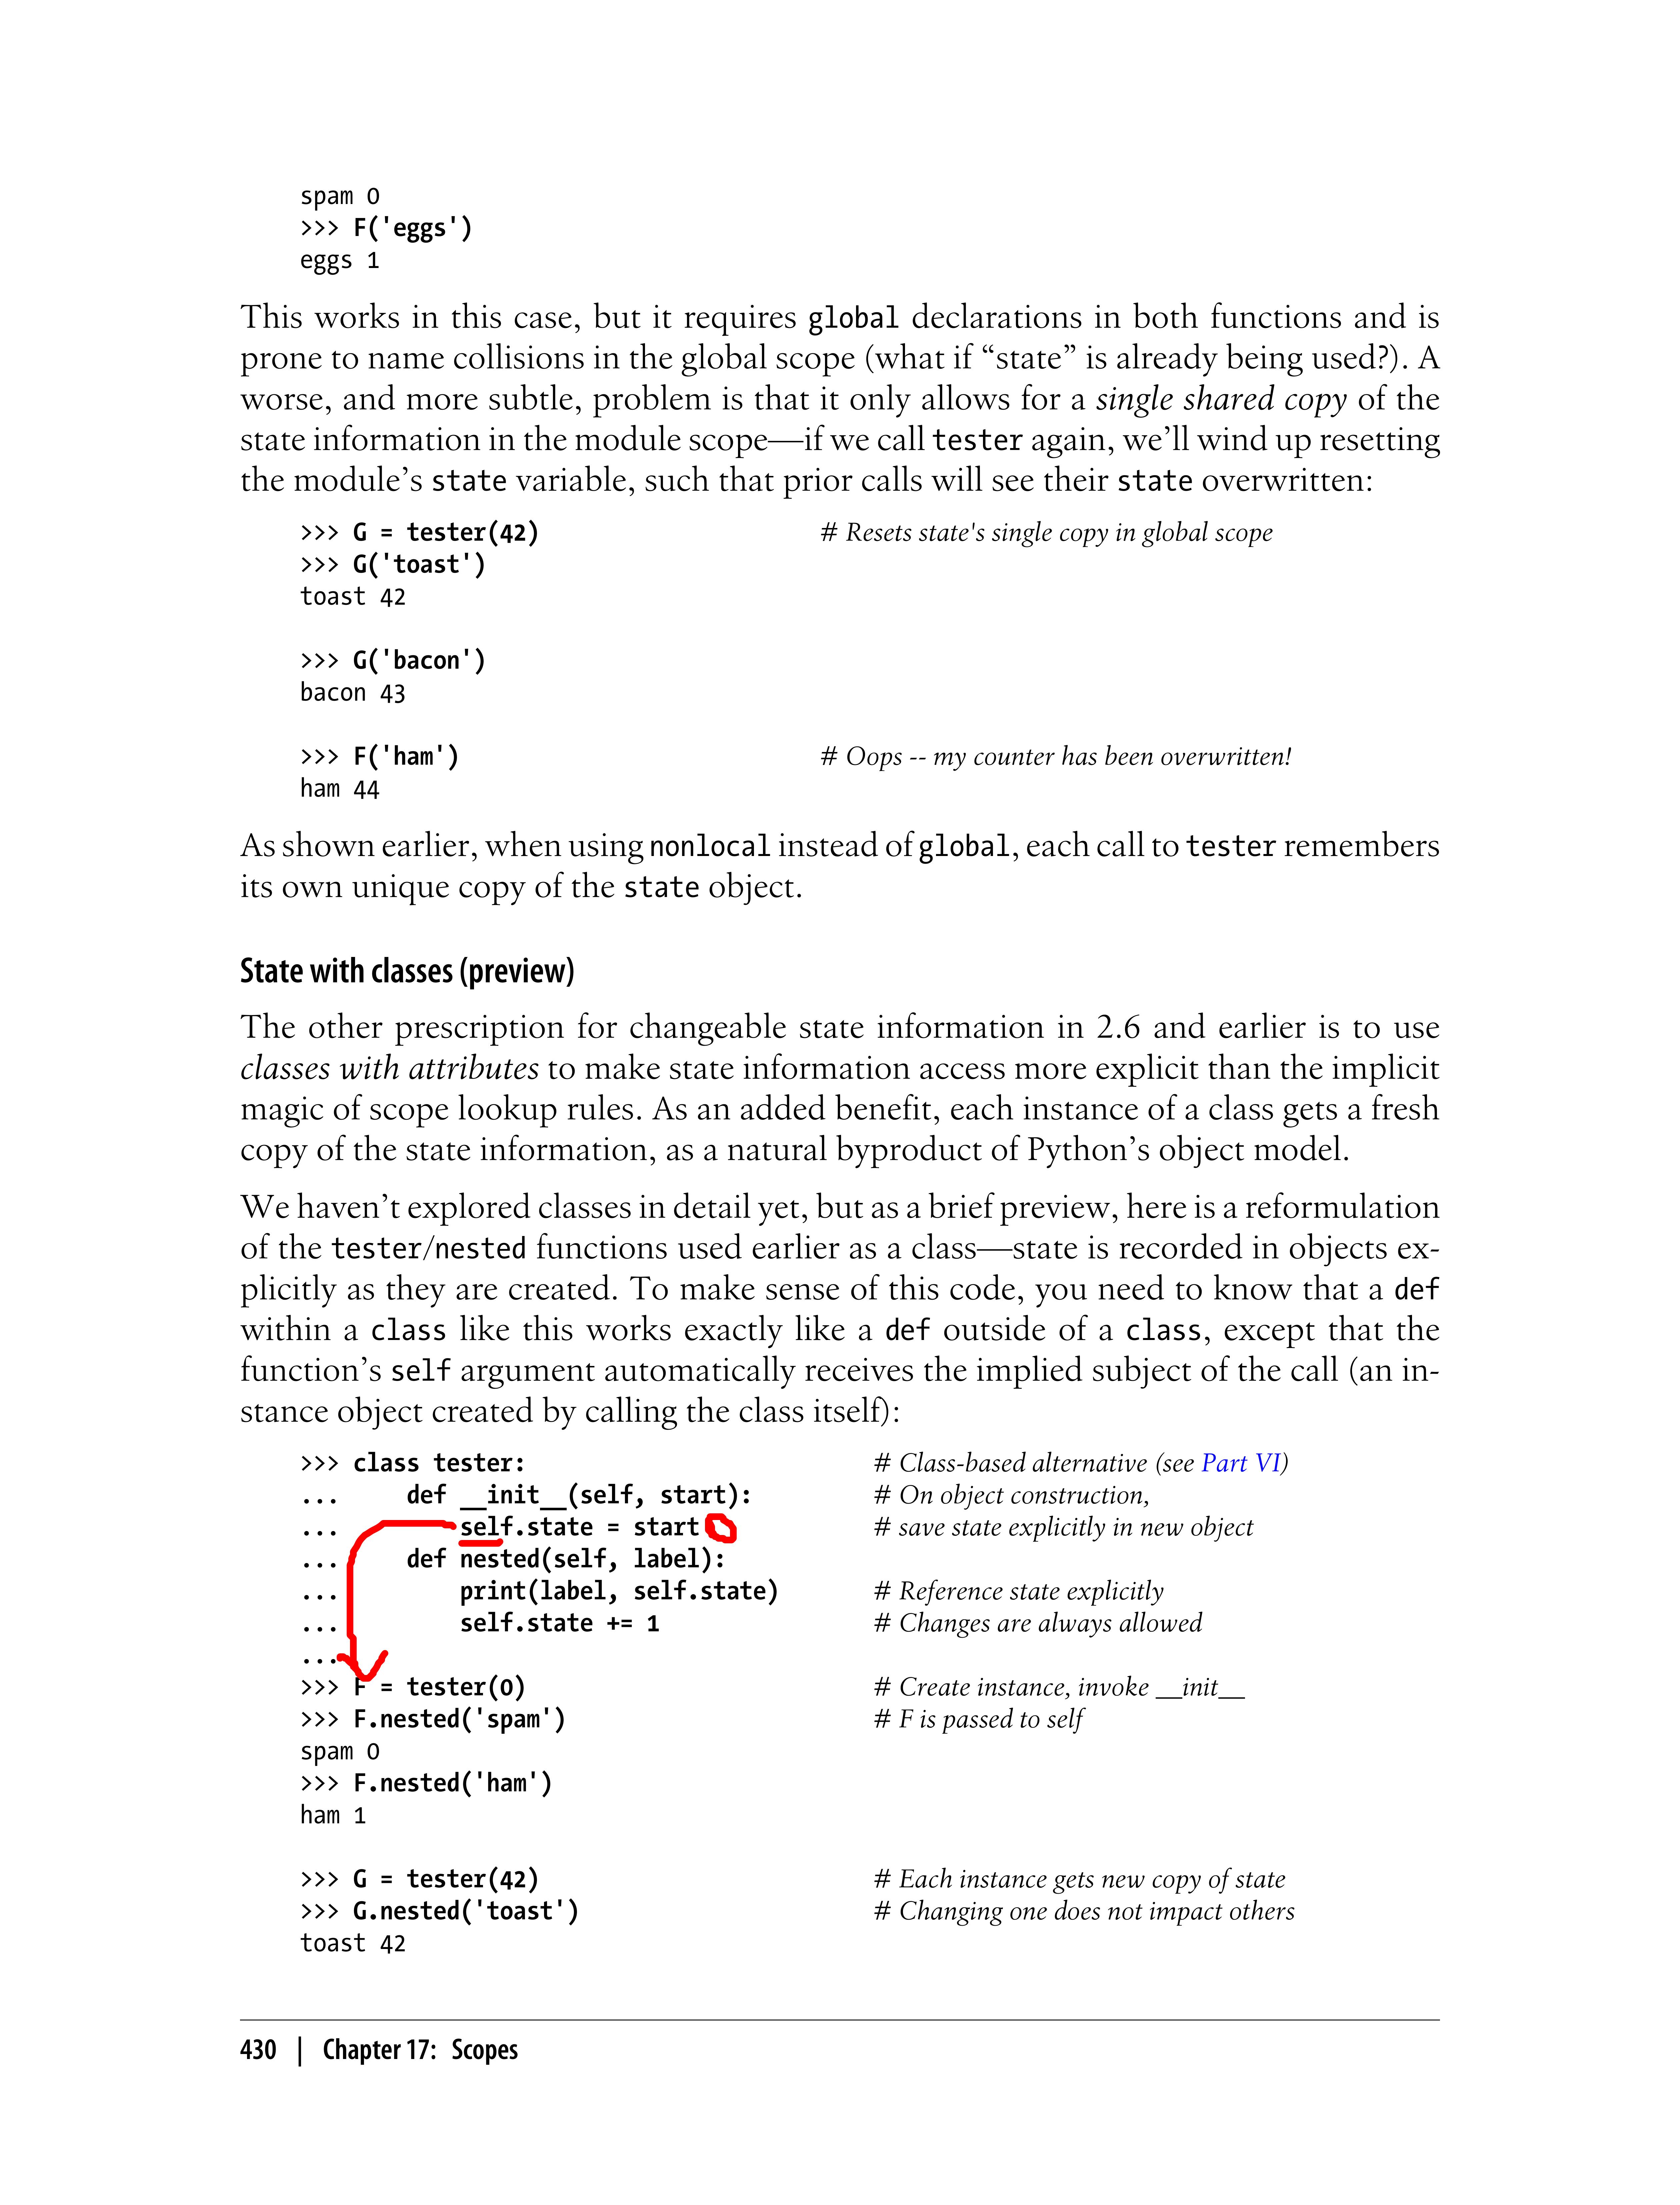 spam 0
>>> F('eggs')
eggs 1
This works in this case, but it requires global declarations in both functions and is
prone to name collisions in the global scope (what if “state” is already being used?). A
worse, and more subtle, problem is that it only allows for a single shared copy of the
state information in the module scope—if we call tester again, we’ll wind up resetting
the module’s state variable, such that prior calls will see their state overwritten:
>>> G = tester(42) # Resets state's single copy in global scope
>>> G('toast')
toast 42
>>> G('bacon')
bacon 43
>>> F('ham') # Oops -- my counter has been overwritten!
ham 44
As shown earlier, when using nonlocal instead of global, each call to tester remembers
its own unique copy of the state object.
State with classes (preview)
The other prescription for changeable state information in 2.6 and earlier is to use
classes with attributes to make state information access more explicit than the implicit
magic of scope lookup rules. As an added benefit, each instance of a class gets a fresh
copy of the state information, as a natural byproduct of Python’s object model.
We haven’t explored classes in detail yet, but as a brief preview, here is a reformulation
of the tester/nested functions used earlier as a class—state is recorded in objects ex-
plicitly as they are created. To make sense of this code, you need to know that a def
within a class like this works exactly like a def outside of a class, except that the
function’s self argument automatically receives the implied subject of the call (an in-
stance object created by calling the class itself):
>>> class tester: # Class-based alternative (see Part VI)
... def __init__(self, start): # On object construction,
... self.state = start # save state explicitly in new object
... def nested(self, label):
... print(label, self.state) # Reference state explicitly
... self.state += 1 # Changes are always allowed
...
>>> F = tester(0) # Create instance, invoke __init__
>>> F.nested('spam') # F is passed to self
spam 0
>>> F.nested('ham')
ham 1
>>> G = tester(42) # Each instance gets new copy of state
>>> G.nested('toast') # Changing one does not impact others
toast 42
430 | Chapter 17: Scopes